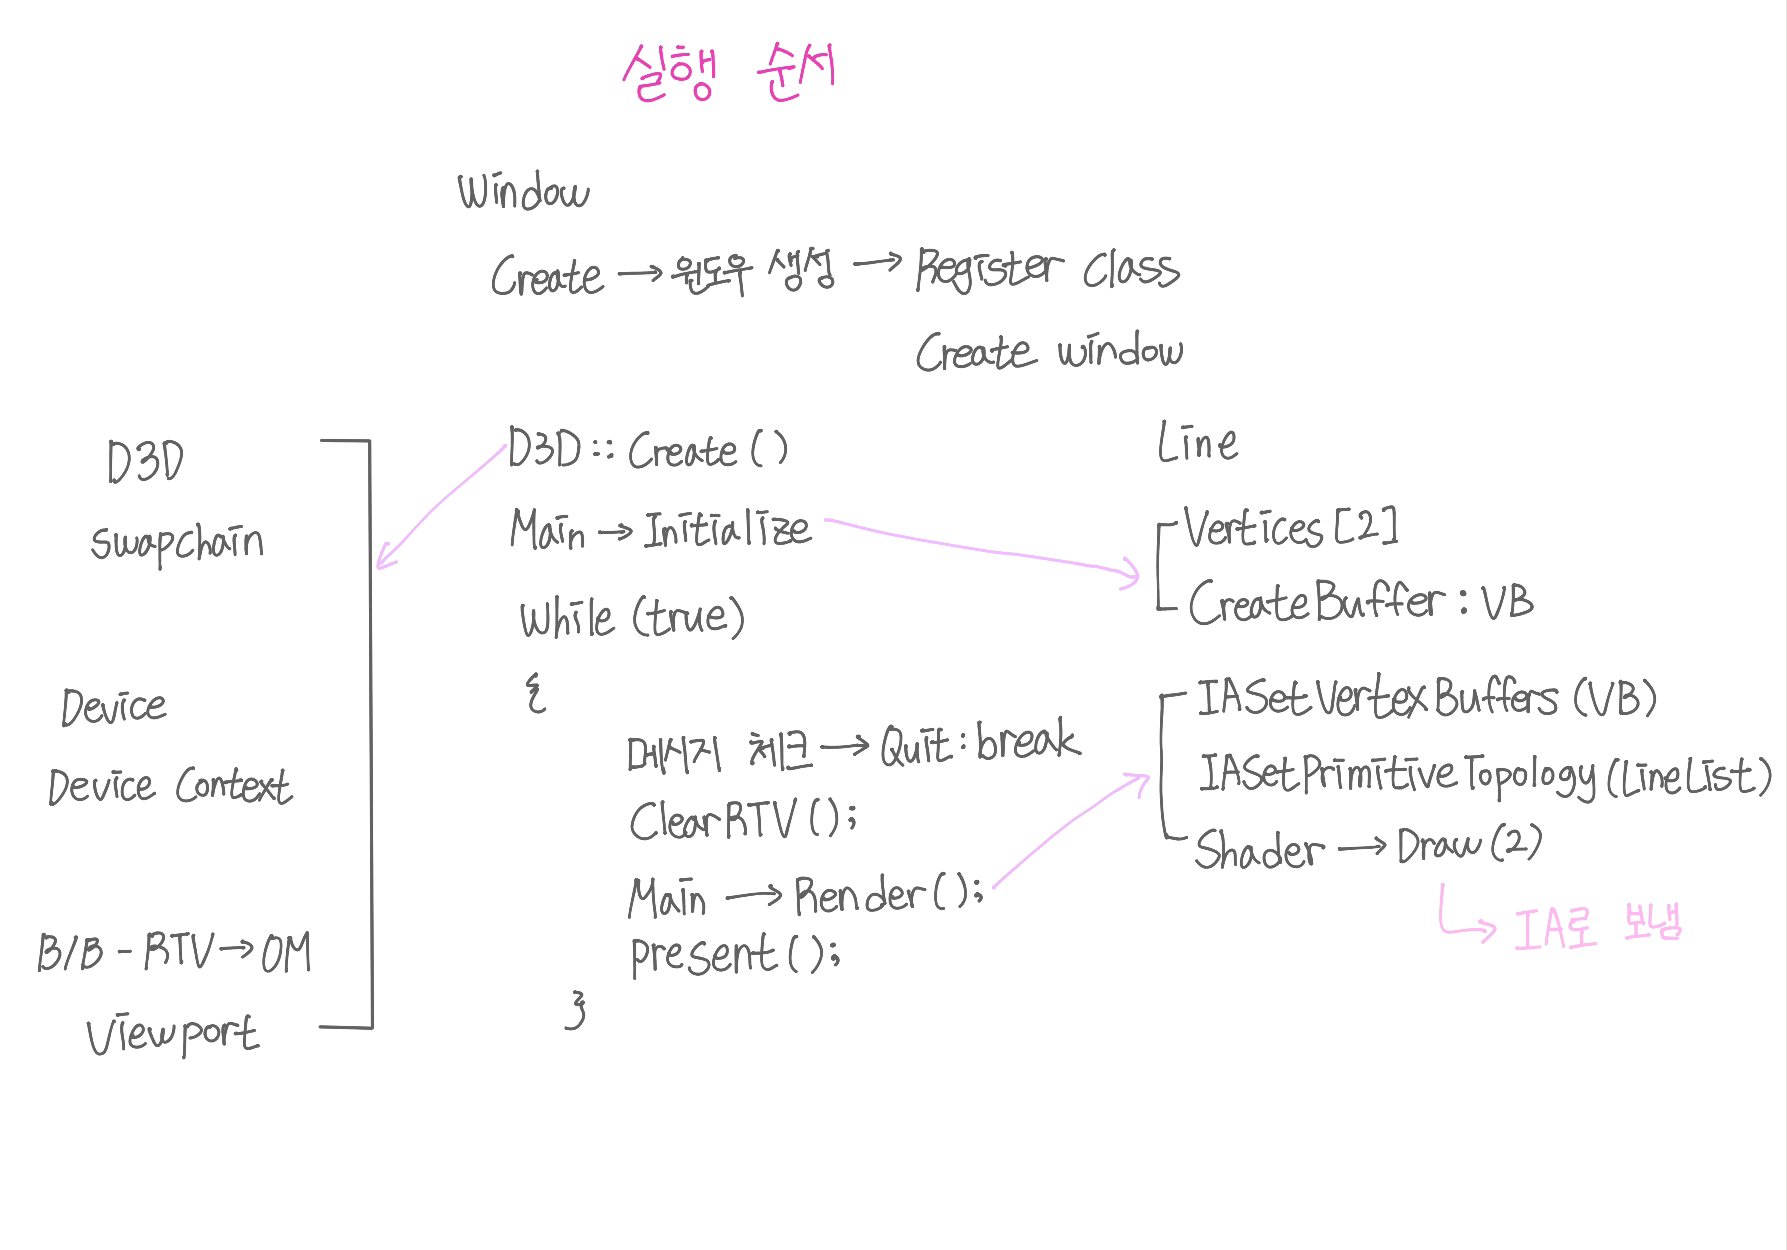 실행 순서
Window
Create → 윈도우 생성 → Register Class
Create window
D3D
Swapchain
Device
Device Context
B/B - RTV → OM
Viewport
D3D :: Create ( )
Main → Initialize
While (true)
{
메시지 체크 → Quit : break
ClearRTV ( ) ;
Main → Render ( ) ;
present ( ) ;
}
Line
Vertices [2]
CreateBuffer : VB
IASetVertexBuffers (VB)
IASetPrimitiveTopology (LineList)
Shader → Draw (2)
IA로 보냄